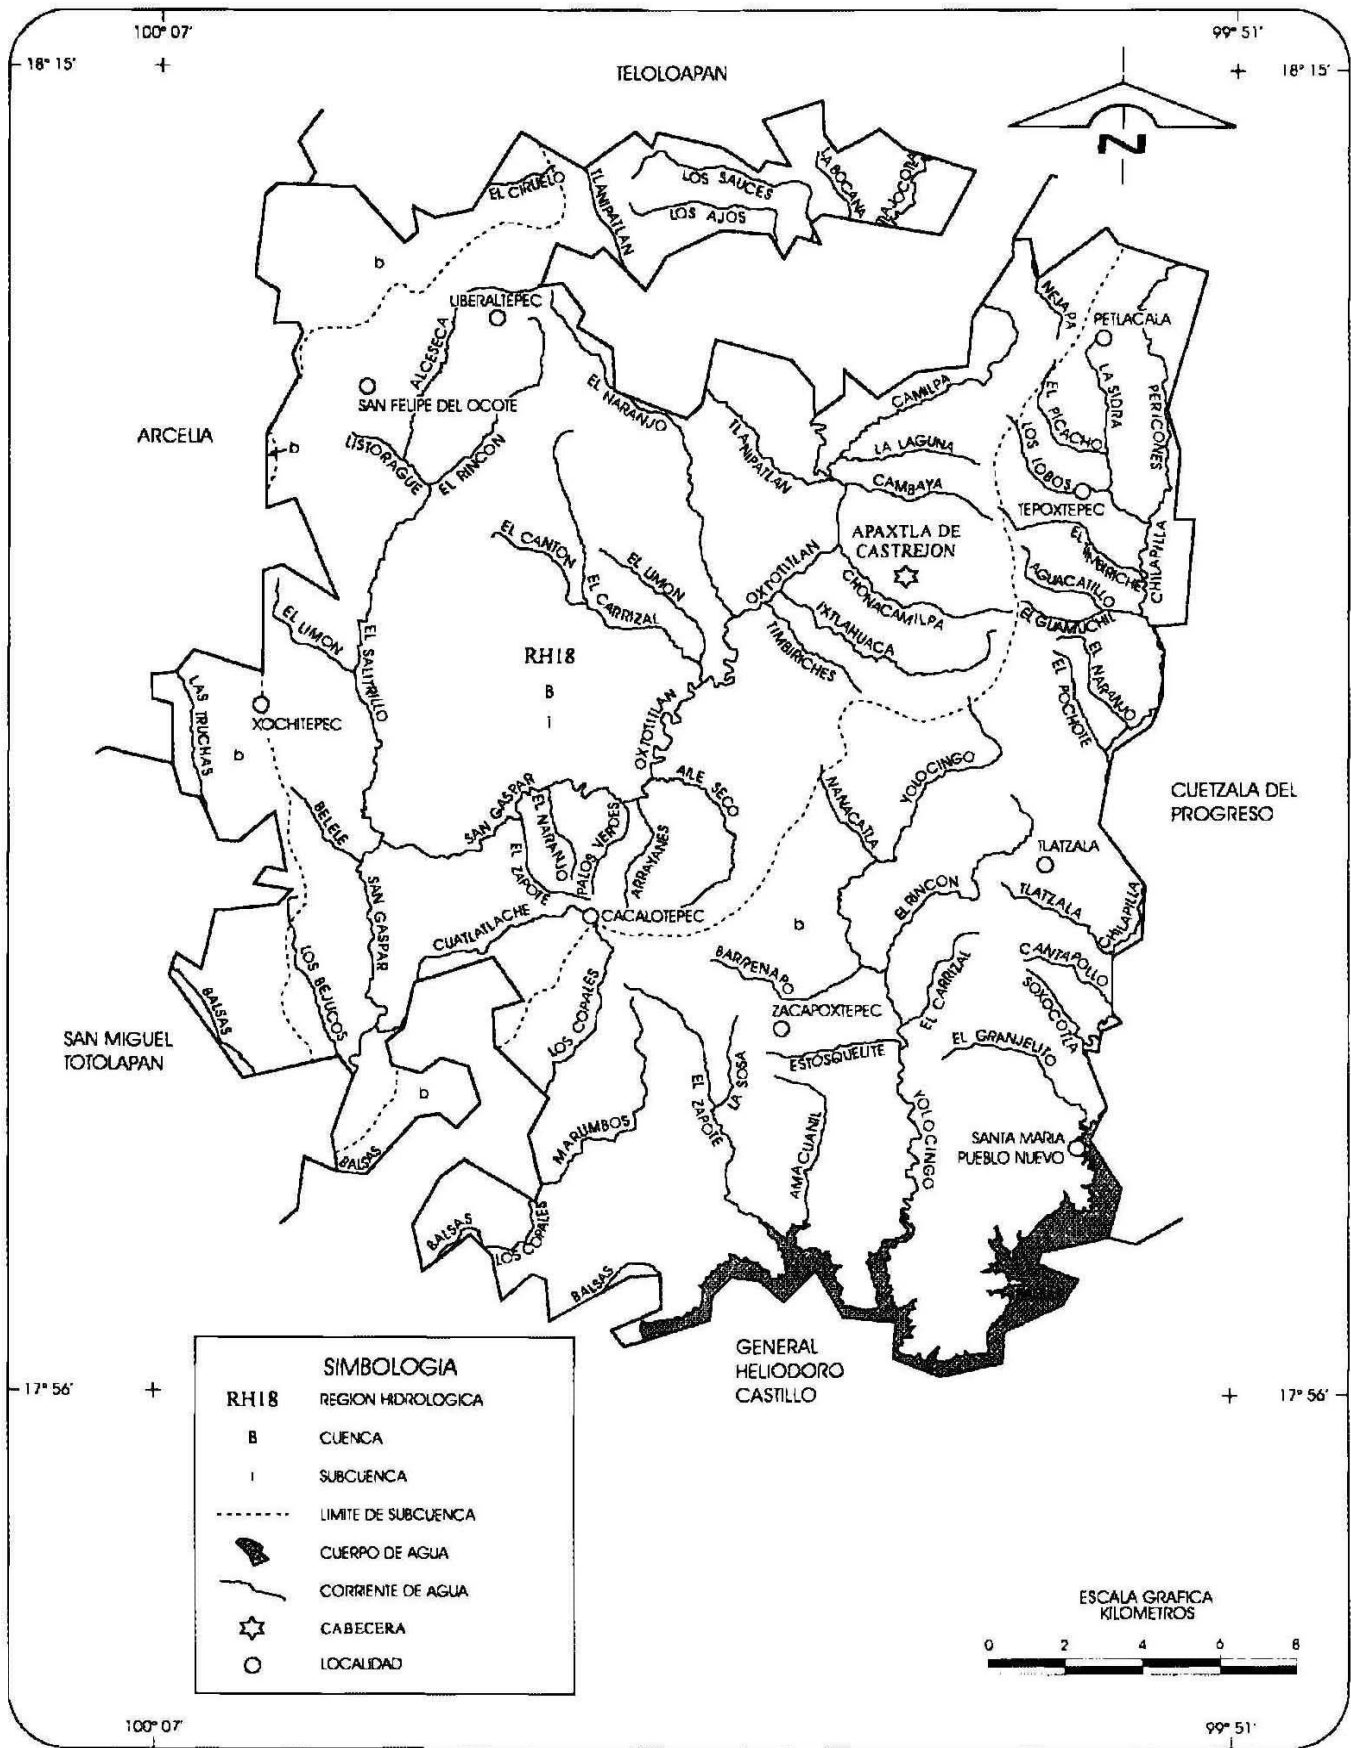 100° 07'
99° 51'
18° 15'
18° 15'
TELOLOAPAN
N
LA BOCANA
AJOCOTLA
LOS SAUCES
EL CIRUELO
TLANIPATLAN
LOS AJOS
b
NEJAPA
LIBERALTEPEC
PETLACALA
ALCESECA
LA SIDRA
EL NARANJO
CAMILPA
PERICONES
SAN FELIPE DEL OCOTE
EL PICACHO
ARCELIA
TLANIPATLAN
LOS LOBOS
b
LISTORAGUE
EL RINCON
LA LAGUNA
CAMBAYA
TEPOXTEPEC
EL CANTON
APAXTLA DE
CASTREJON
EL TIMBIRICHE
CHILAPILLA
OXTOTITLAN
EL LIMON
AGUACATILLO
CHONACAMILPA
EL CARRIZAL
IXTLAHUACA
EL GUAMUCHIL
EL LIMON
TIMBIRICHES
EL SALITRILLO
RH18
B
i
EL NARANJO
EL POCHOTE
LAS TRUCHAS
XOCHITEPEC
b
OXTOTITLAN
AILE SECO
YOLOCINGO
NANACATLA
CUETZALA DEL
PROGRESO
BELELE
SAN GASPAR
EL NARANJO
EL ZAPOTE
PALOS VERDES
ARRAYANES
TLATZALA
EL RINCON
TLATZALA
SAN GASPAR
CHILAPILLA
CACALOTEPEC
CUATLATLACHE
b
BARRENAPO
EL CARRIZAL
CANTAPOLLO
LOS BEJUCOS
LOS COPALES
SOXOCOTLA
BALSAS
ZACAPOXTEPEC
SAN MIGUEL
TOTOLAPAN
EL GRANJELITO
ESTOSQUELITE
LA SOSA
EL ZAPOTE
b
YOLOCINGO
MARUMBOS
AMACUANIL
SANTA MARIA
PUEBLO NUEVO
BALSAS
BALSAS
LOS COPALES
BALSAS
GENERAL
HELIODORO
CASTILLO
17° 56'
17° 56'
SIMBOLOGIA
RH18 REGION HIDROLOGICA
B CUENCA
i SUBCUENCA
LIMITE DE SUBCUENCA
CUERPO DE AGUA
CORRIENTE DE AGUA
CABECERA
LOCALIDAD
ESCALA GRAFICA
KILOMETROS
0 2 4 6 8
100° 07'
99° 51'